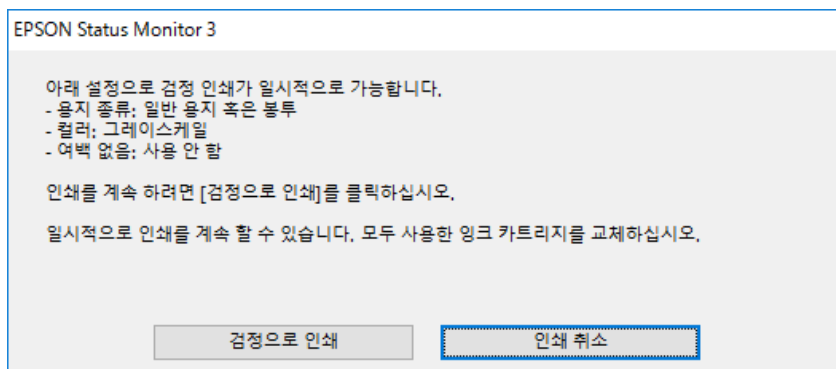 EPSON Status Monitor 3
아래 설정으로 검정 인쇄가 일시적으로 가능합니다.
- 용지 종류: 일반 용지 혹은 봉투
- 컬러: 그레이스케일
- 여백 없음: 사용 안 함
인쇄를 계속 하려면 [검정으로 인쇄]를 클릭하십시오.
일시적으로 인쇄를 계속 할 수 있습니다. 모두 사용한 잉크 카트리지를 교체하십시오.
검정으로 인쇄
인쇄 취소